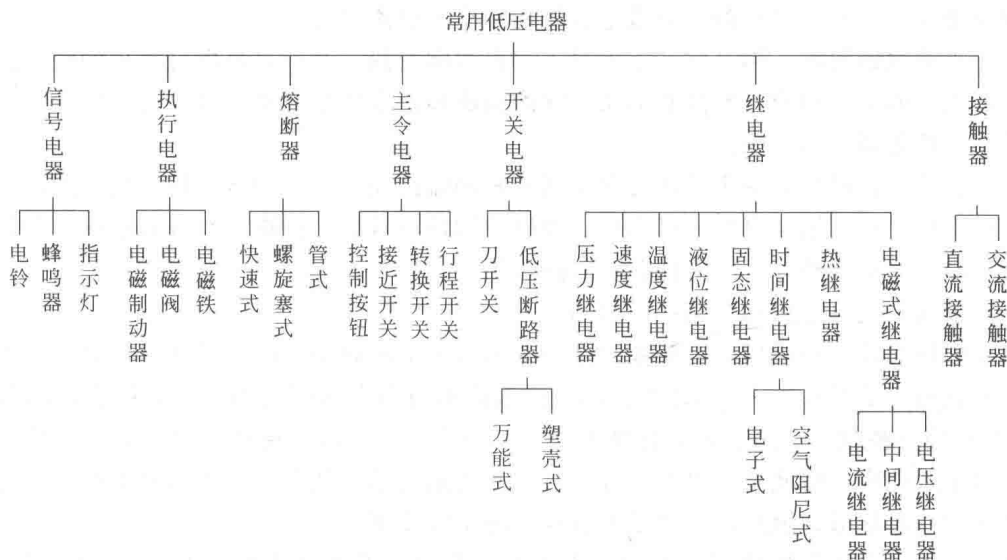 常用低压电器
信号电器
执行电器
熔断器
主令电器
开关电器
继电器
接触器
电铃
蜂鸣器
指示灯
电磁制动器
电磁阀
电磁铁
快速式
螺旋塞式
管式
控制按钮
接近开关
转换开关
行程开关
刀开关
低压断路器
压力继电器
速度继电器
温度继电器
液位继电器
固态继电器
时间继电器
热继电器
电磁式继电器
直流接触器
交流接触器
万能式
塑壳式
电子式
空气阻尼式
电流继电器
中间继电器
电压继电器